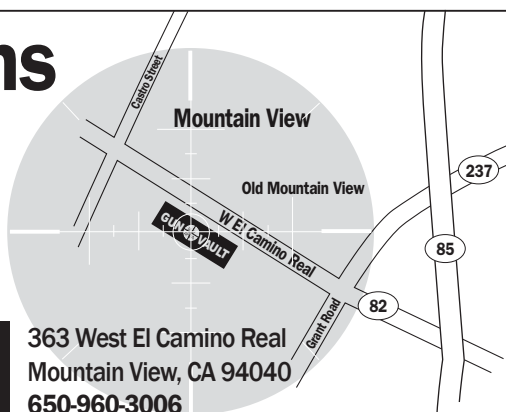 ns
Castro Street
Mountain View
237
Old Mountain View
GUN VAULT
W El Camino Real
85
82
Grant Road
363 West El Camino Real
Mountain View, CA 94040
650-960-3006